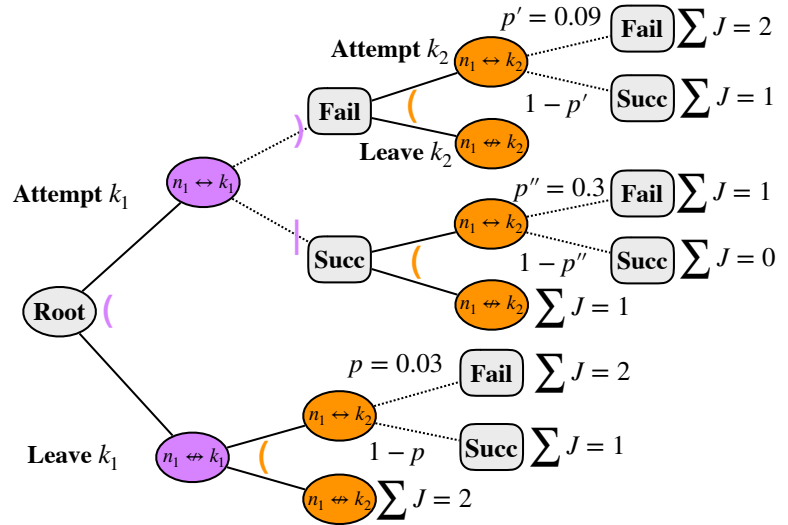 p′ = 0.09
Fail ∑ J = 2
Attempt k₂
n₁ ↔ k₂
1 − p′
Succ ∑ J = 1
Fail
(
)
Leave k₂
n₁ ↮ k₂
Attempt k₁
n₁ ↔ k₁
p′′ = 0.3
Fail ∑ J = 1
n₁ ↔ k₂
|
Succ
(
1 − p′′
Succ ∑ J = 0
n₁ ↮ k₂ ∑ J = 1
Root (
p = 0.03
Fail ∑ J = 2
n₁ ↔ k₂
Leave k₁
n₁ ↮ k₁
(
1 − p
Succ ∑ J = 1
n₁ ↮ k₂ ∑ J = 2